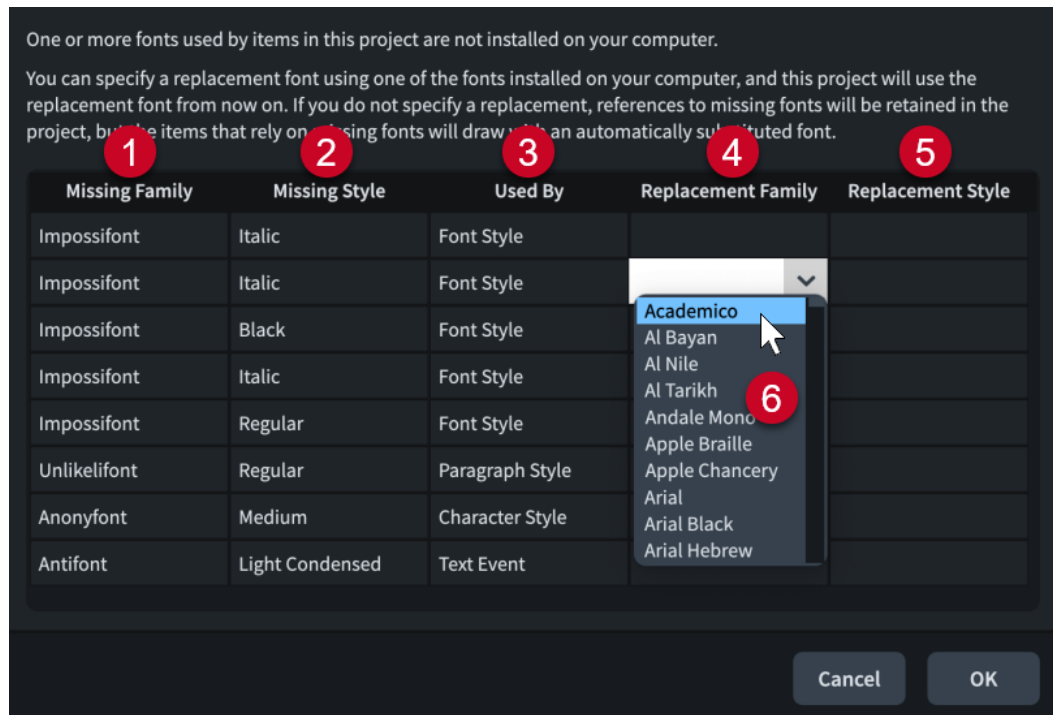 One or more fonts used by items in this project are not installed on your computer.
You can specify a replacement font using one of the fonts installed on your computer, and this project will use the
replacement font from now on. If you do not specify a replacement, references to missing fonts will be retained in the
project, but the items that rely on missing fonts will draw with an automatically substituted font.
1 2 3 4 5
Missing Family Missing Style Used By Replacement Family Replacement Style
Impossifont Italic Font Style
Impossifont Italic Font Style
Impossifont Black Font Style
Impossifont Italic Font Style
Impossifont Regular Font Style
Unlikelifont Regular Paragraph Style
Anonyfont Medium Character Style
Antifont Light Condensed Text Event
Academico
Al Bayan
Al Nile
Al Tarikh
6
Andale Mono
Apple Braille
Apple Chancery
Arial
Arial Black
Arial Hebrew
Cancel OK